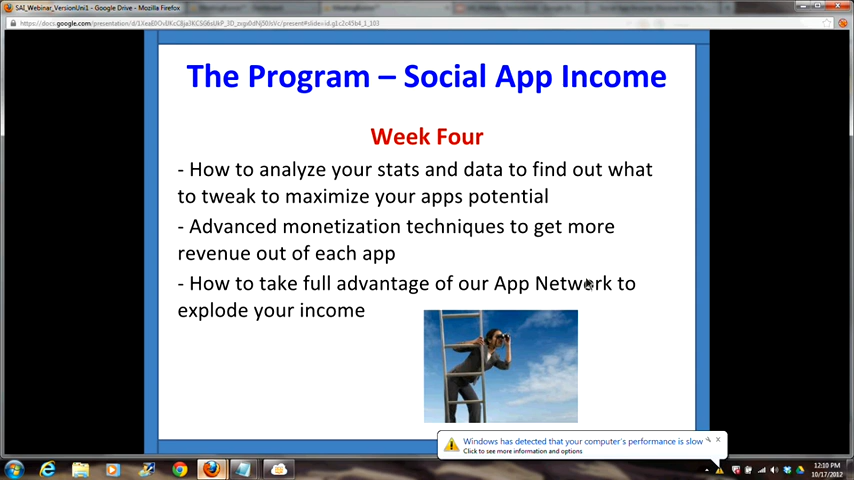 SAI_Webinar_VersionUni1 - Google Drive - Mozilla Firefox
The Program – Social App Income
Week Four
- How to analyze your stats and data to find out what
to tweak to maximize your apps potential
- Advanced monetization techniques to get more
revenue out of each app
- How to take full advantage of our App Network to
explode your income
Windows has detected that your computer's performance is slow
Click to see more information and options
12:10 PM
10/17/2012